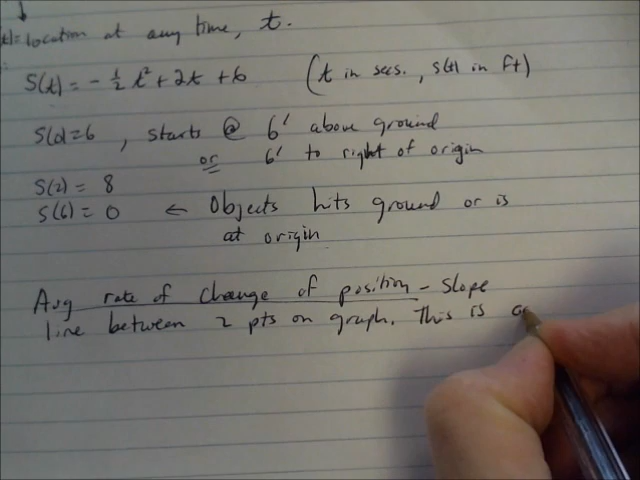 (t)= location at any time, t.
S(t) = -½t² + 2t + 6 (t in secs., s(t) in ft)
S(0)=6, starts @ 6' above ground
or 6' to right of origin
S(2) = 8
S(6) = 0 ← Objects hits ground or is
at origin
Avg rate of change of position - slope
line between 2 pts on graph. This is